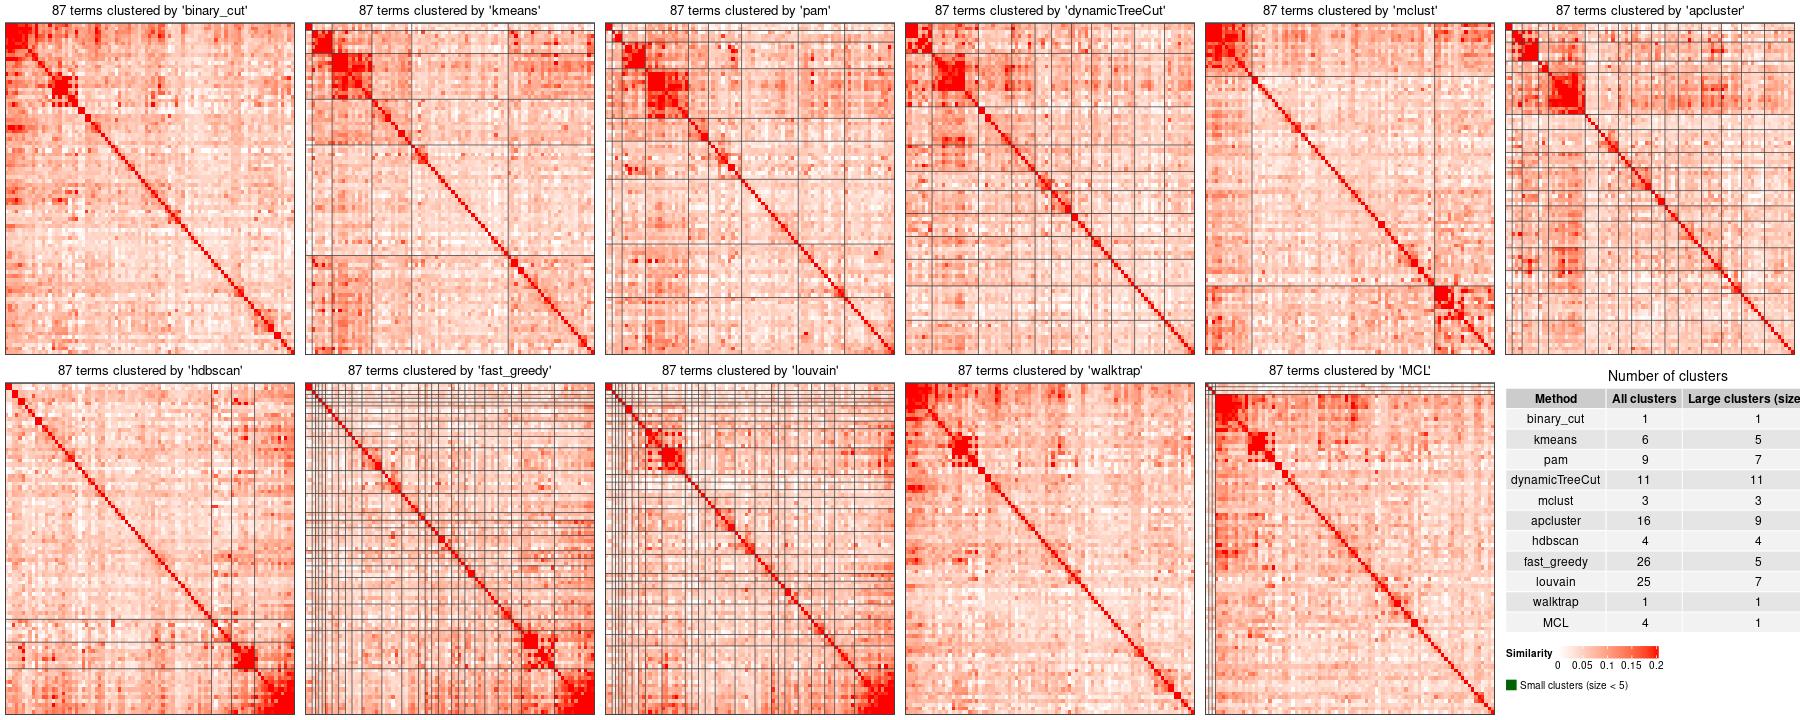 87 terms clustered by 'binary_cut'
87 terms clustered by 'kmeans'
87 terms clustered by 'pam'
87 terms clustered by 'dynamicTreeCut'
87 terms clustered by 'mclust'
87 terms clustered by 'apcluster'
87 terms clustered by 'hdbscan'
87 terms clustered by 'fast_greedy'
87 terms clustered by 'louvain'
87 terms clustered by 'walktrap'
87 terms clustered by 'MCL'
Number of clusters
Method All clusters Large clusters (size
binary_cut 1 1
kmeans 6 5
pam 9 7
dynamicTreeCut 11 11
mclust 3 3
apcluster 16 9
hdbscan 4 4
fast_greedy 26 5
louvain 25 7
walktrap 1 1
MCL 4 1
Similarity
0 0.05 0.1 0.15 0.2
Small clusters (size < 5)